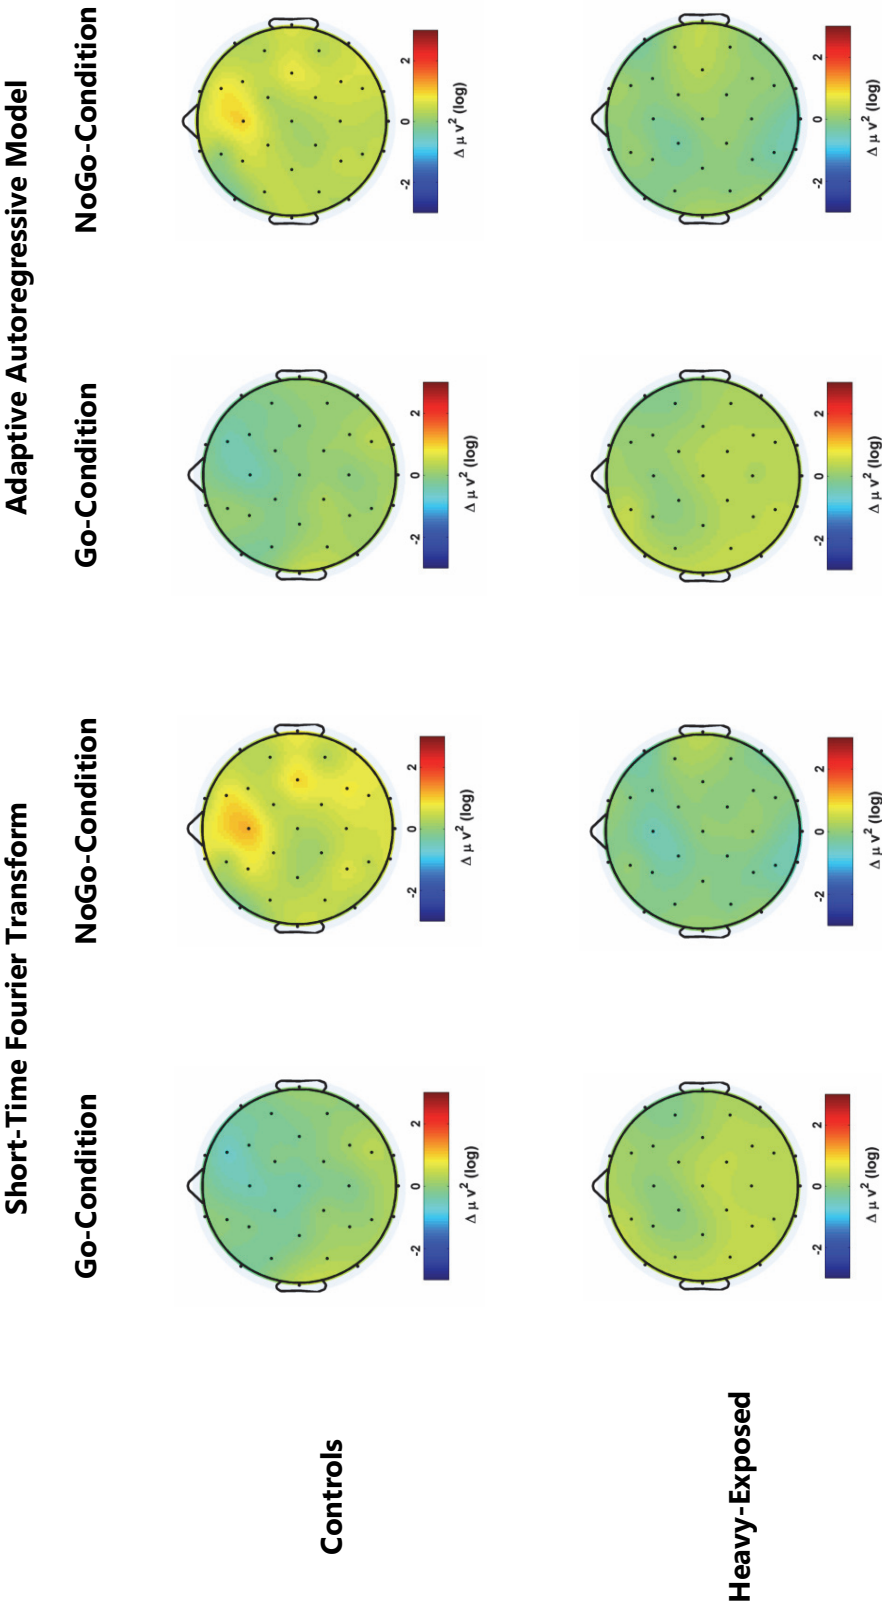 Short-Time Fourier Transform
Adaptive Autoregressive Model
Go-Condition
NoGo-Condition
Go-Condition
NoGo-Condition
Controls
-2 0 2
Δ μ v² (log)
-2 0 2
Δ μ v² (log)
-2 0 2
Δ μ v² (log)
-2 0 2
Δ μ v² (log)
Heavy-Exposed
-2 0 2
Δ μ v² (log)
-2 0 2
Δ μ v² (log)
-2 0 2
Δ μ v² (log)
-2 0 2
Δ μ v² (log)